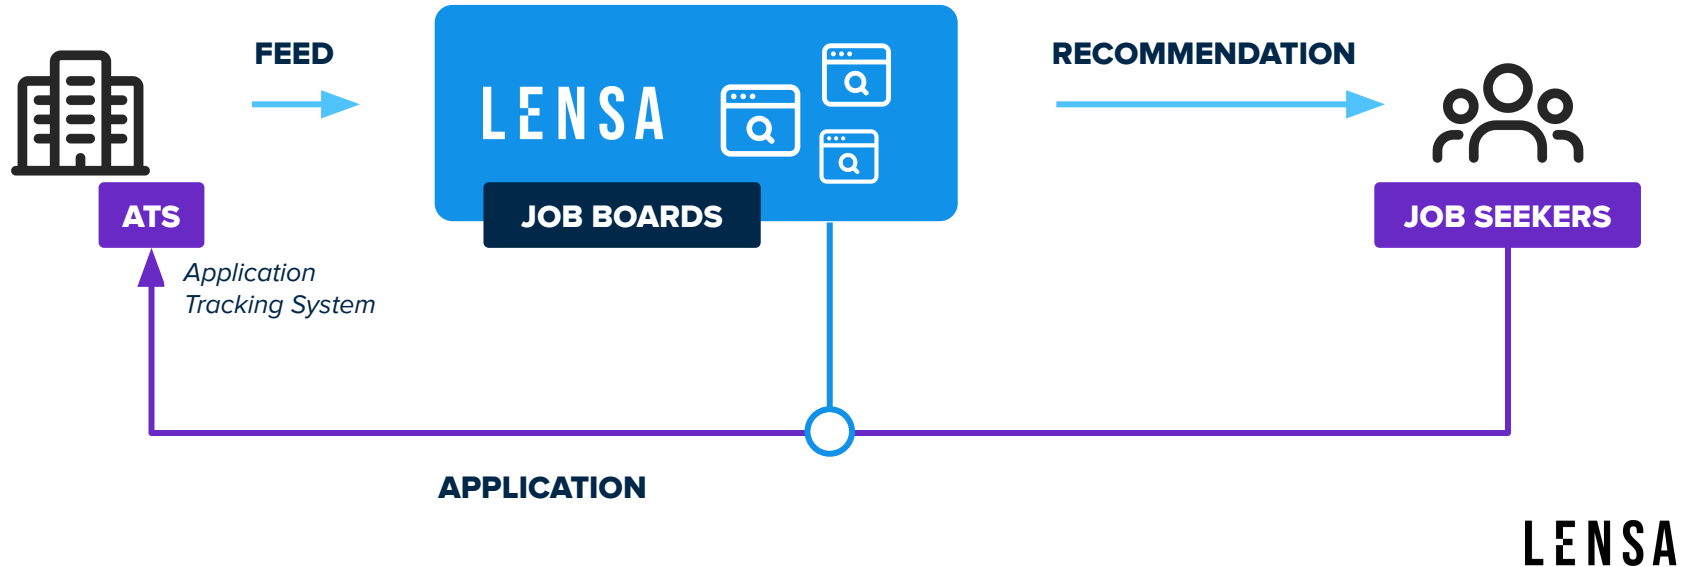 FEED
LENSA
RECOMMENDATION
ATS
JOB BOARDS
JOB SEEKERS
Application
Tracking System
APPLICATION
LENSA